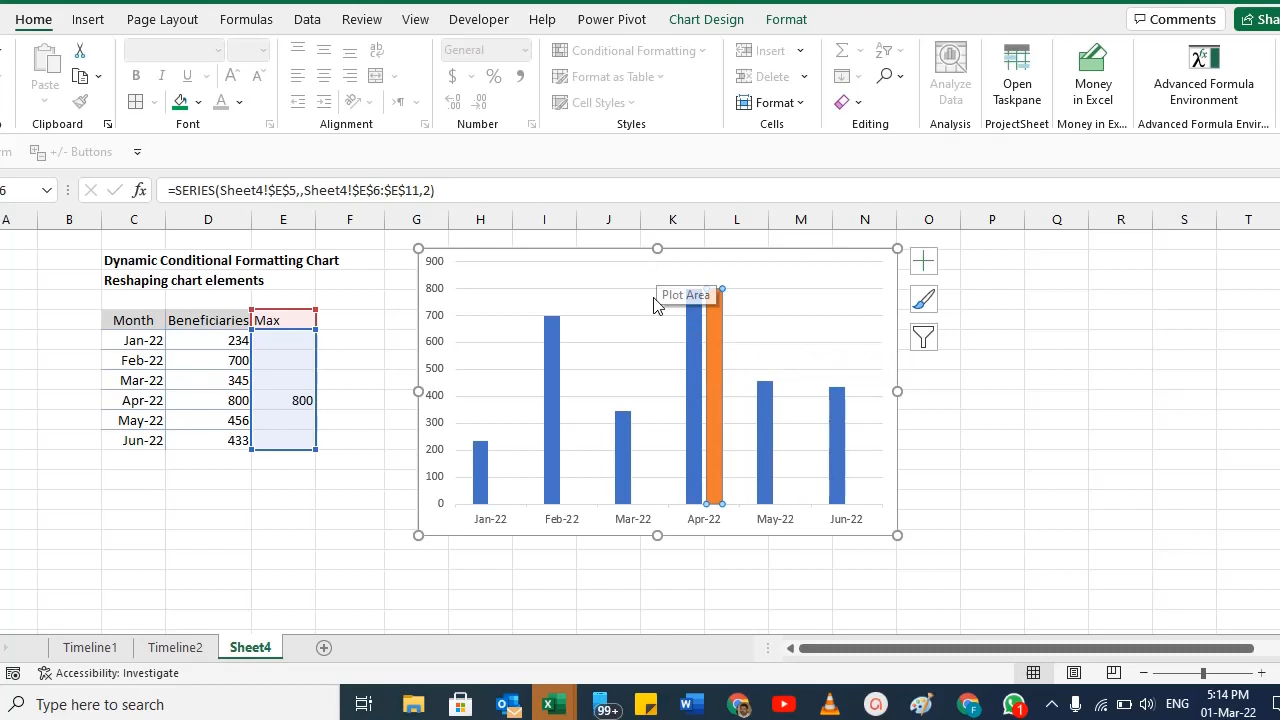 Home Insert Page Layout Formulas Data Review View Developer Help Power Pivot Chart Design Format Comments Sha
Paste
B I U A A
General
$ % ,
Conditional Formatting
Format as Table
Cell Styles
Insert
Delete
Format
Analyze Data
Open Taskpane
Money in Excel
Advanced Formula Environment
Clipboard Font Alignment Number Styles Cells Editing Analysis ProjectSheet Money in Ex... Advanced Formula Envir...
rm +/- Buttons
6 fx =SERIES(Sheet4!$E$5,,Sheet4!$E$6:$E$11,2)
A B C D E F G H I J K L M N O P Q R S T
Dynamic Conditional Formatting Chart
Reshaping chart elements
Month Beneficiaries Max
Jan-22 234
Feb-22 700
Mar-22 345
Apr-22 800 800
May-22 456
Jun-22 433
900
800
700
600
500
400
300
200
100
0
Plot Area
Jan-22 Feb-22 Mar-22 Apr-22 May-22 Jun-22
Timeline1 Timeline2 Sheet4
Accessibility: Investigate
Type here to search
99+
1
ENG
5:14 PM
01-Mar-22